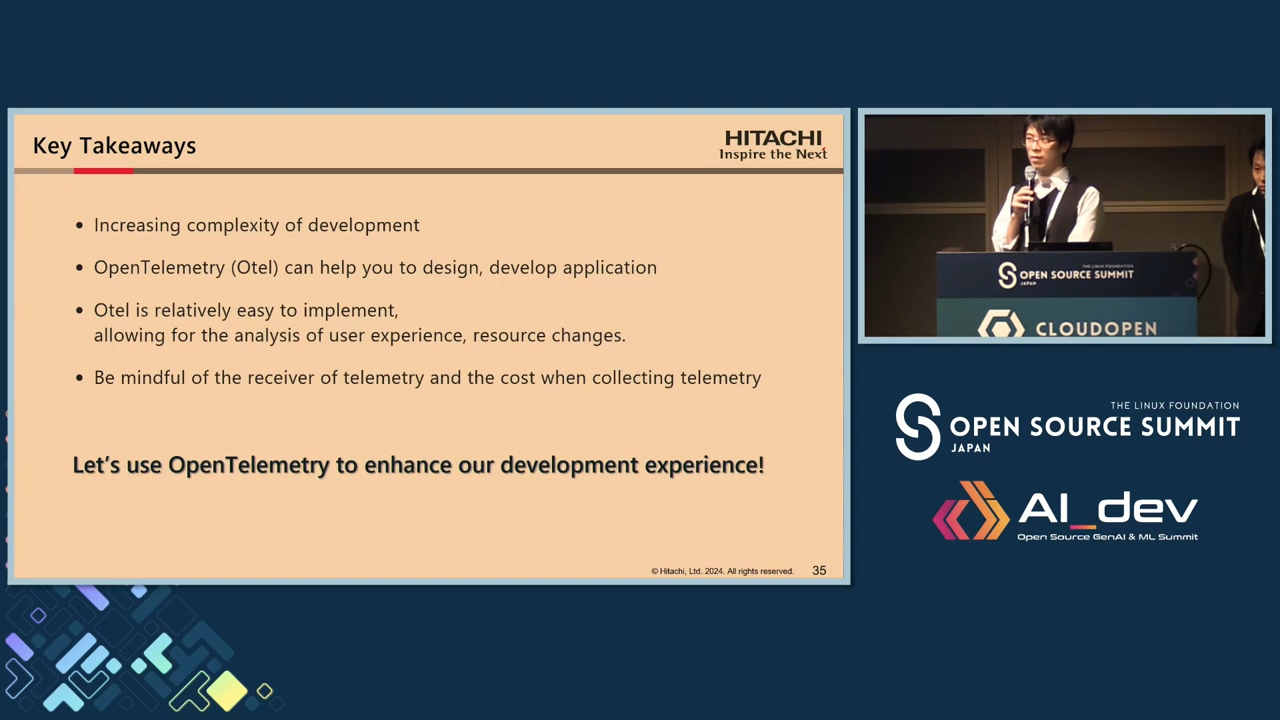 Key Takeaways
HITACHI
Inspire the Next
• Increasing complexity of development
• OpenTelemetry (Otel) can help you to design, develop application
• Otel is relatively easy to implement,
allowing for the analysis of user experience, resource changes.
• Be mindful of the receiver of telemetry and the cost when collecting telemetry
Let's use OpenTelemetry to enhance our development experience!
© Hitachi, Ltd. 2024. All rights reserved.
35
THE LINUX FOUNDATION
OPEN SOURCE SUMMIT
JAPAN
CLOUDOPEN
THE LINUX FOUNDATION
OPEN SOURCE SUMMIT
JAPAN
AI_dev
Open Source GenAI & ML Summit